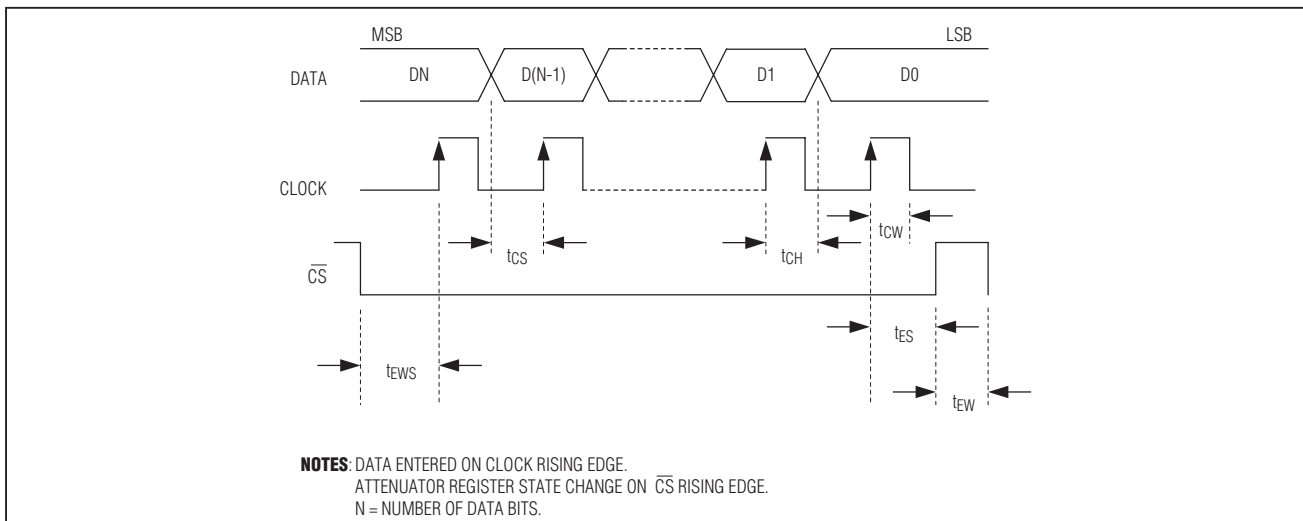 MSB LSB
DATA DN D(N-1) D1 D0
CLOCK
tCS tCH tCW
CS
tES
tEWS
tEW
NOTES: DATA ENTERED ON CLOCK RISING EDGE.
ATTENUATOR REGISTER STATE CHANGE ON CS RISING EDGE.
N = NUMBER OF DATA BITS.